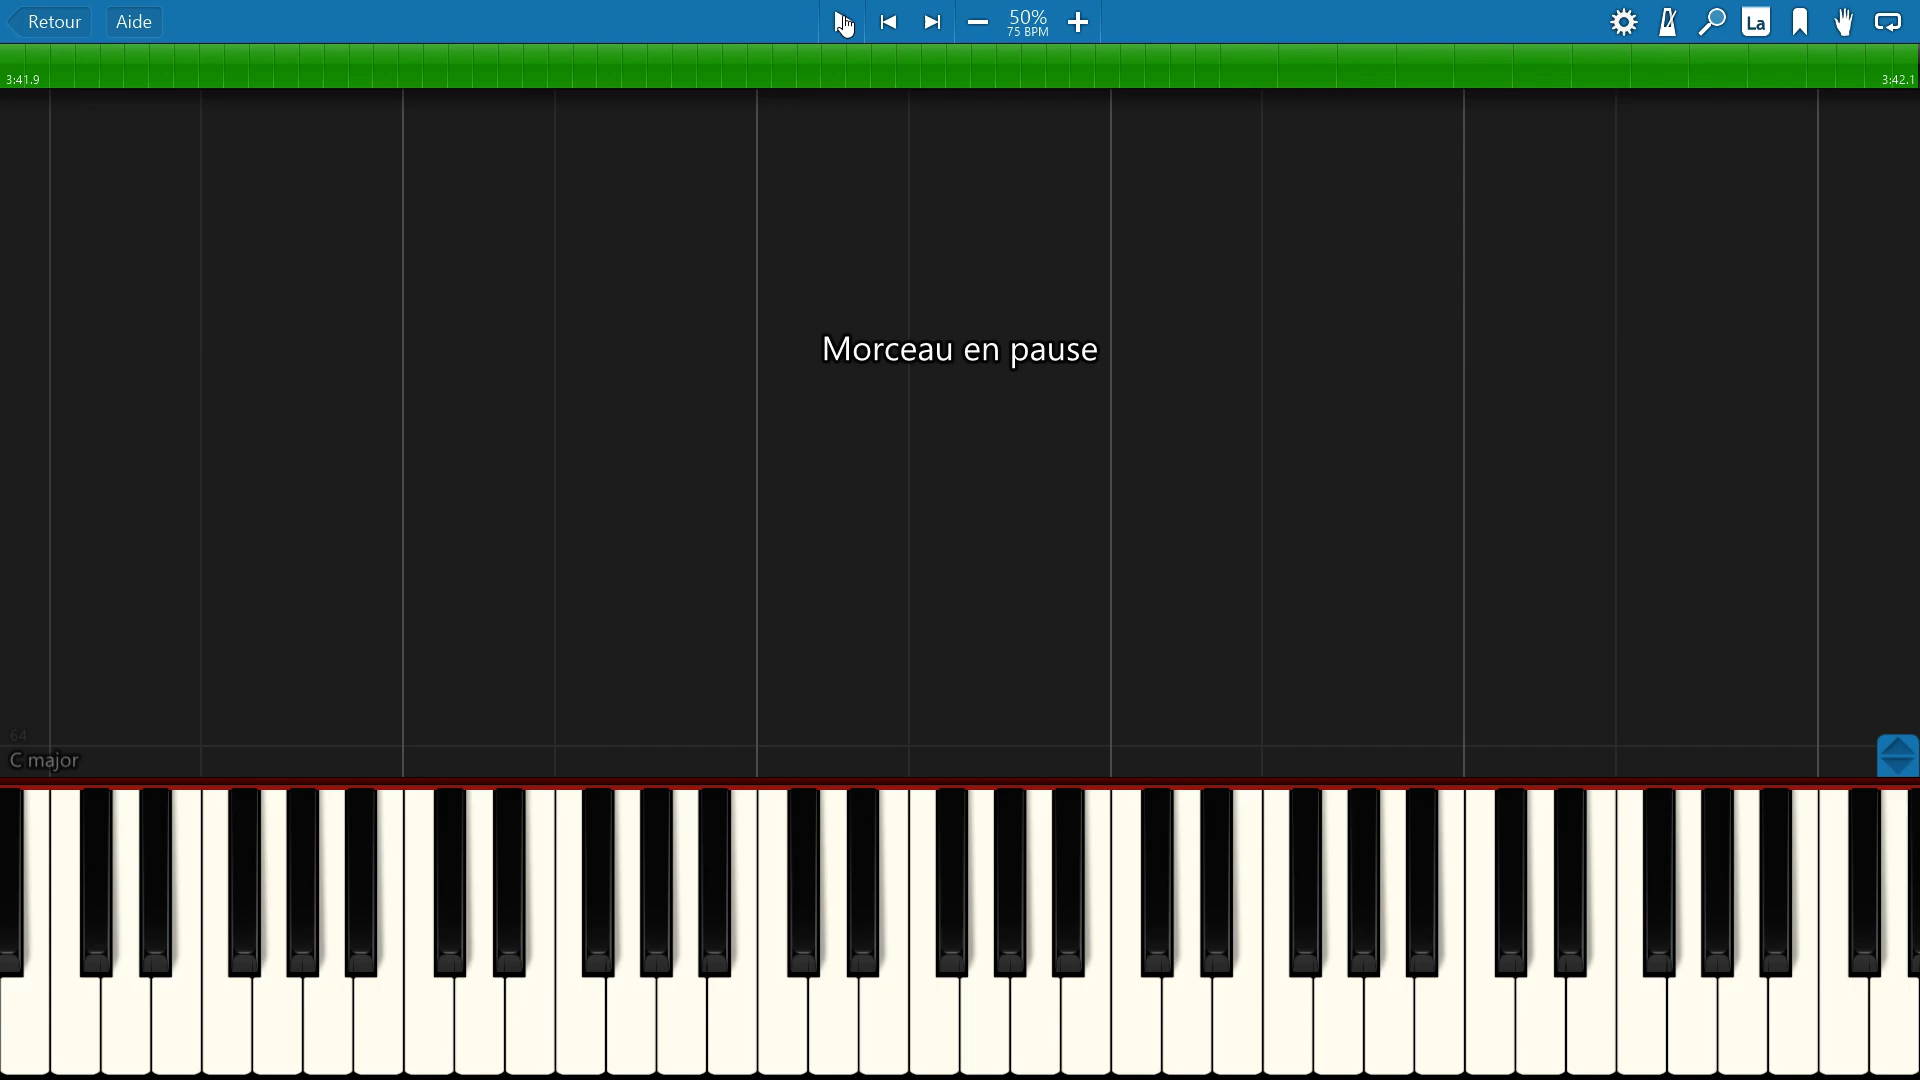 Retour
Aide
50%
75 BPM
La
3:41.9
3:42.1
Morceau en pause
64
C major